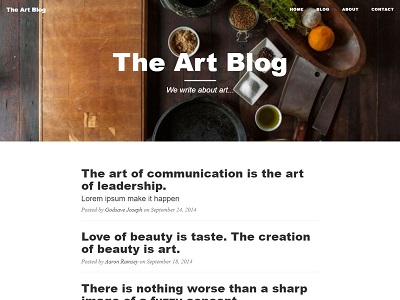 The Art Blog
HOME BLOG ABOUT CONTACT
The Art Blog
We write about art...
The art of communication is the art
of leadership.
Lorem ipsum make it happen
Posted by Godsave Joseph on September 24, 2014
Love of beauty is taste. The creation
of beauty is art.
Posted by Aaron Ramsey on September 18, 2014
There is nothing worse than a sharp
image of a fuzzy concept.